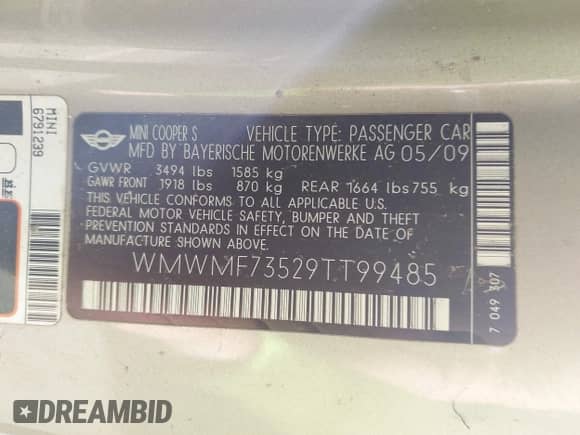 MINI
6791239
MINI COOPER S VEHICLE TYPE: PASSENGER CAR
MFD BY BAYERISCHE MOTORENWERKE AG 05/09
GVWR 3494 lbs 1585 kg
GAWR FRONT 1918 lbs 870 kg REAR 1664 lbs 755 kg
THIS VEHICLE CONFORMS TO ALL APPLICABLE U.S.
FEDERAL MOTOR VEHICLE SAFETY, BUMPER AND THEFT
PREVENTION STANDARDS IN EFFECT ON THE DATE OF
MANUFACTURE SHOWN ABOVE.
WMWMF73529TT99485
7 049 307
DREAMBID